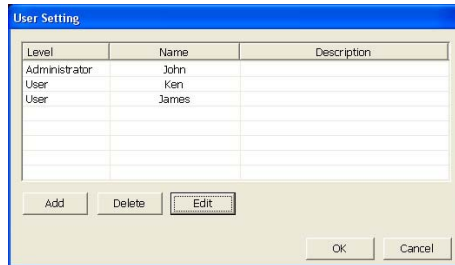 User Setting
Level Name Description
Administrator John
User Ken
User James
Add Delete Edit
OK Cancel